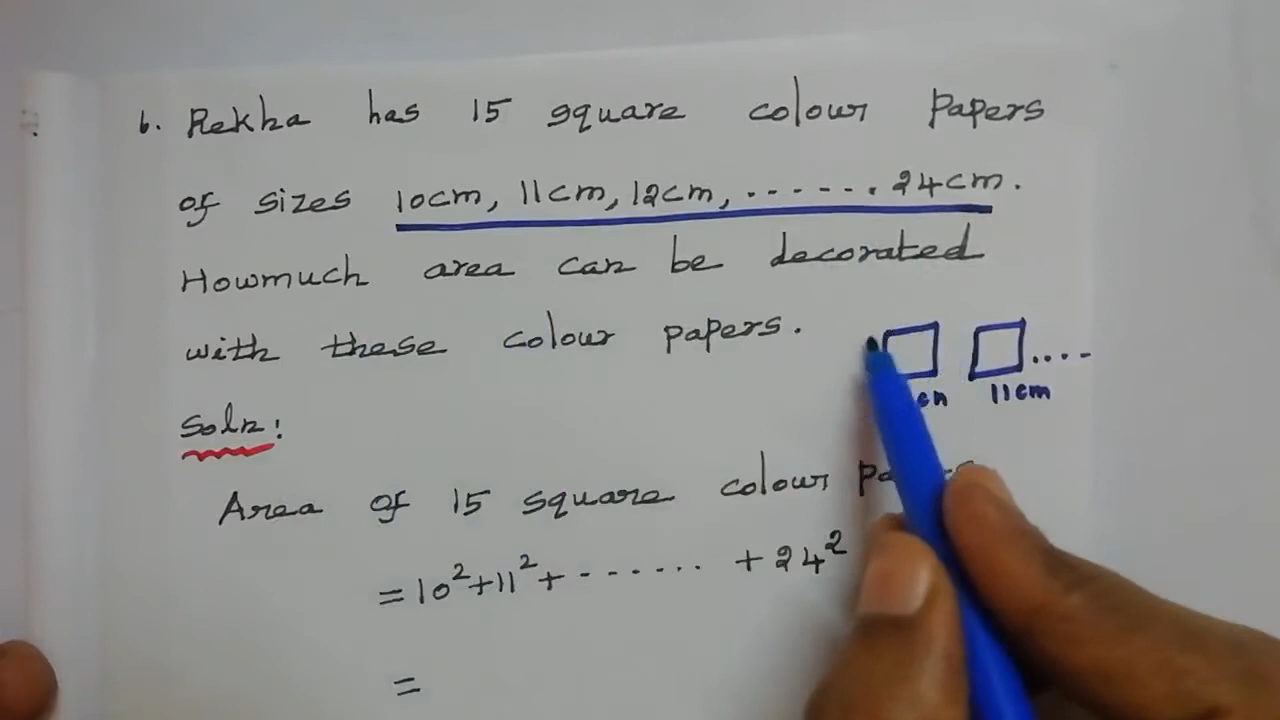 6. Rekha has 15 square colour Papers
of sizes 10cm, 11cm, 12cm, ....... 24cm.
Howmuch area can be decorated
with these colour papers.
11cm
Soln:
Area of 15 square colour
= 10² + 11² + ....... + 24²
=